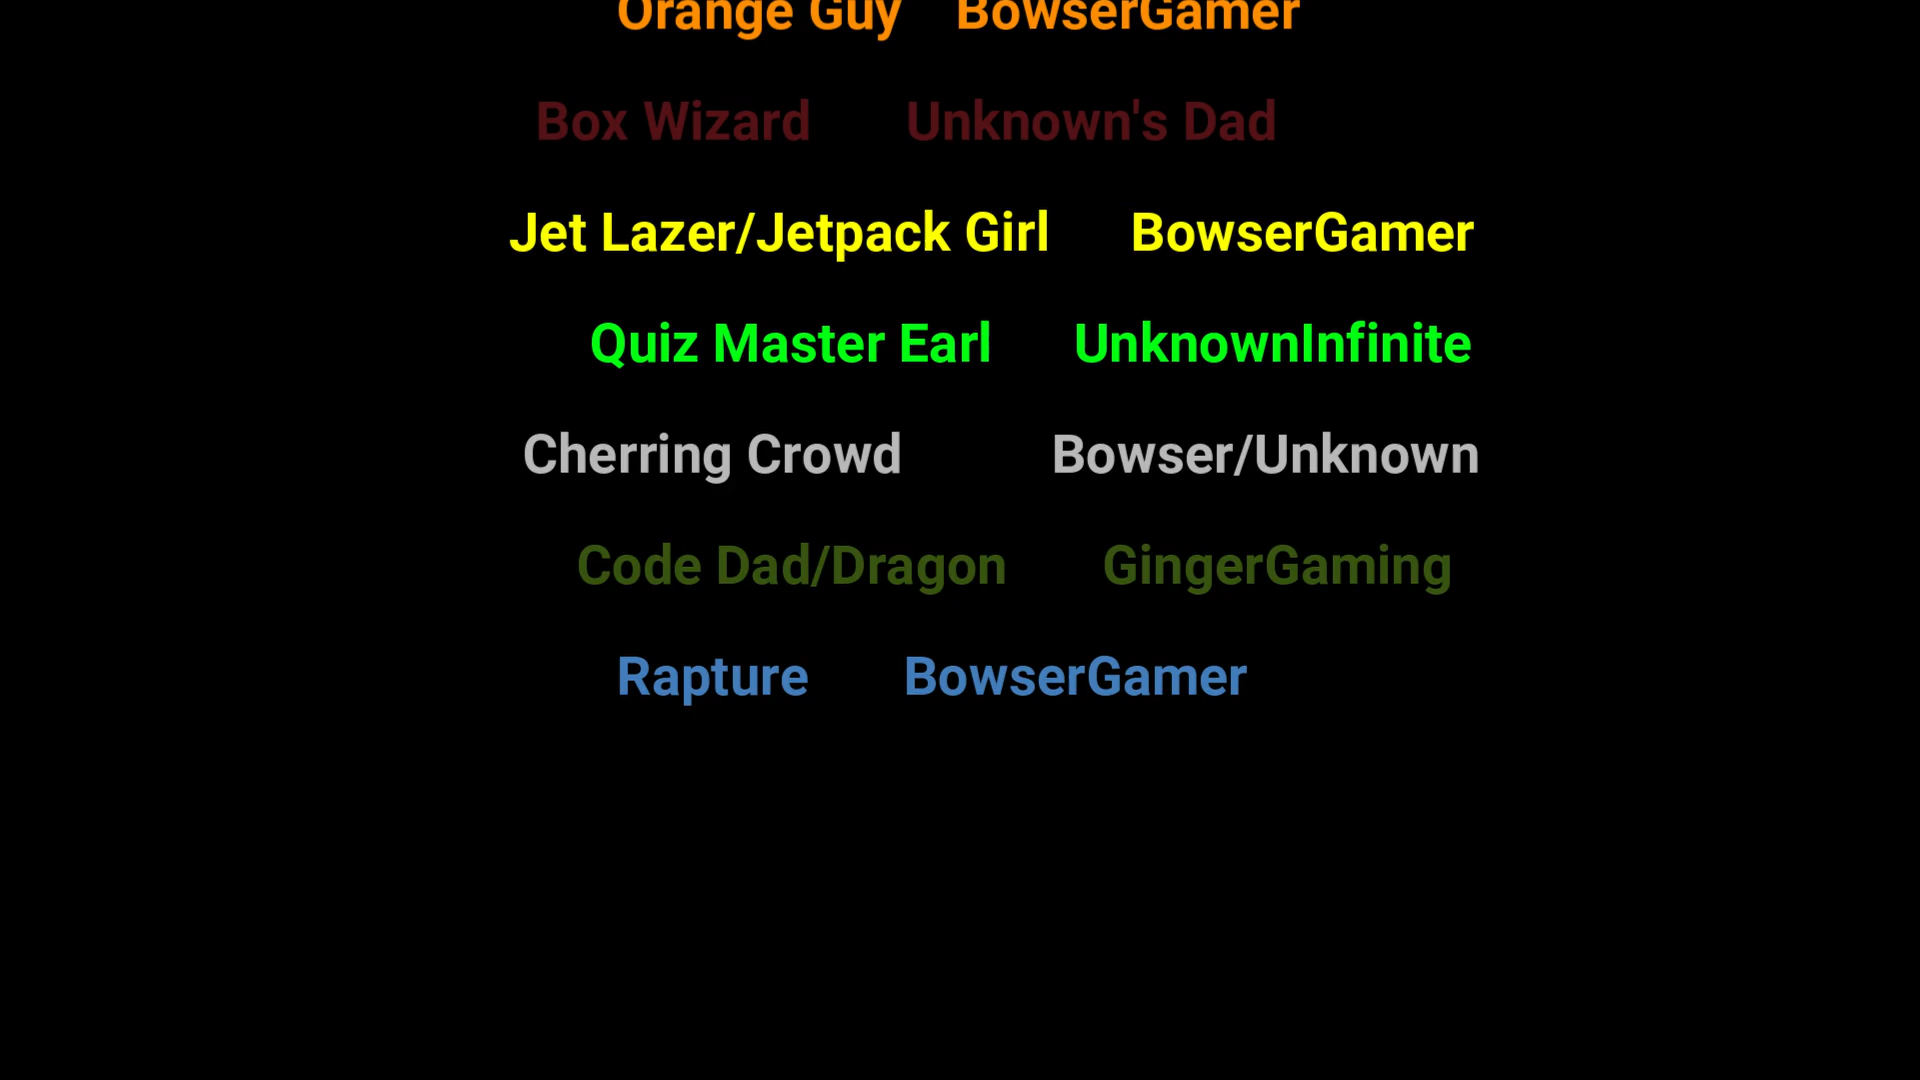 Orange Guy BowserGamer
Box Wizard Unknown's Dad
Jet Lazer/Jetpack Girl BowserGamer
Quiz Master Earl UnknownInfinite
Cherring Crowd Bowser/Unknown
Code Dad/Dragon GingerGaming
Rapture BowserGamer